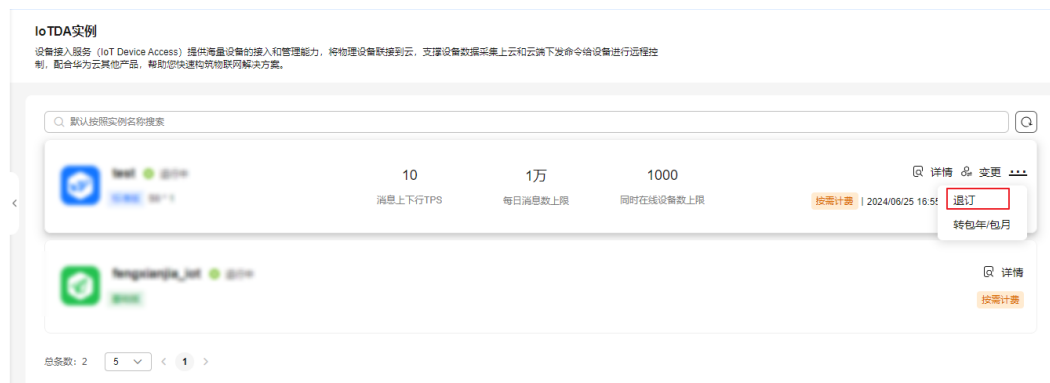 IoTDA实例
设备接入服务（IoT Device Access）提供海量设备的接入和管理能力，将物理设备联接到云，支撑设备数据采集上云和云端下发命令给设备进行远程控
制，配合华为云其他产品，帮助您快速构筑物联网解决方案。
默认按照实例名称搜索
test 运行中
10 1万 1000
详情 变更
消息上下行TPS 每日消息数上限 同时在线设备数上限
按需计费 | 2024/06/25 16:55
退订
转包年/包月
fengxianjia_iot 运行中
详情
按需计费
总条数：2 5 < 1 >